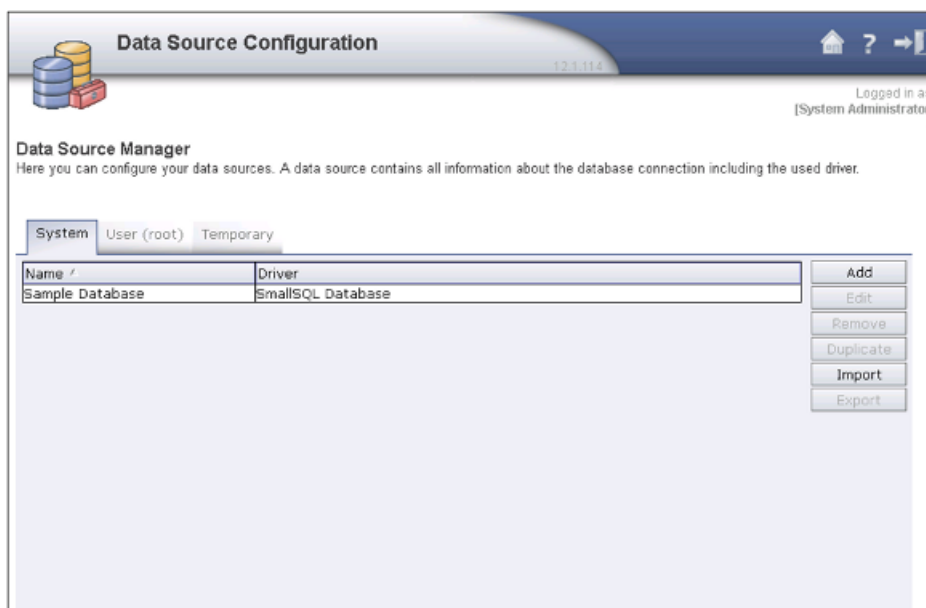 Data Source Configuration
12.1.114
?
Logged in a
[System Administrato
Data Source Manager
Here you can configure your data sources. A data source contains all information about the database connection including the used driver.
System User (root) Temporary
Name Driver
Sample Database SmallSQL Database
Add
Edit
Remove
Duplicate
Import
Export